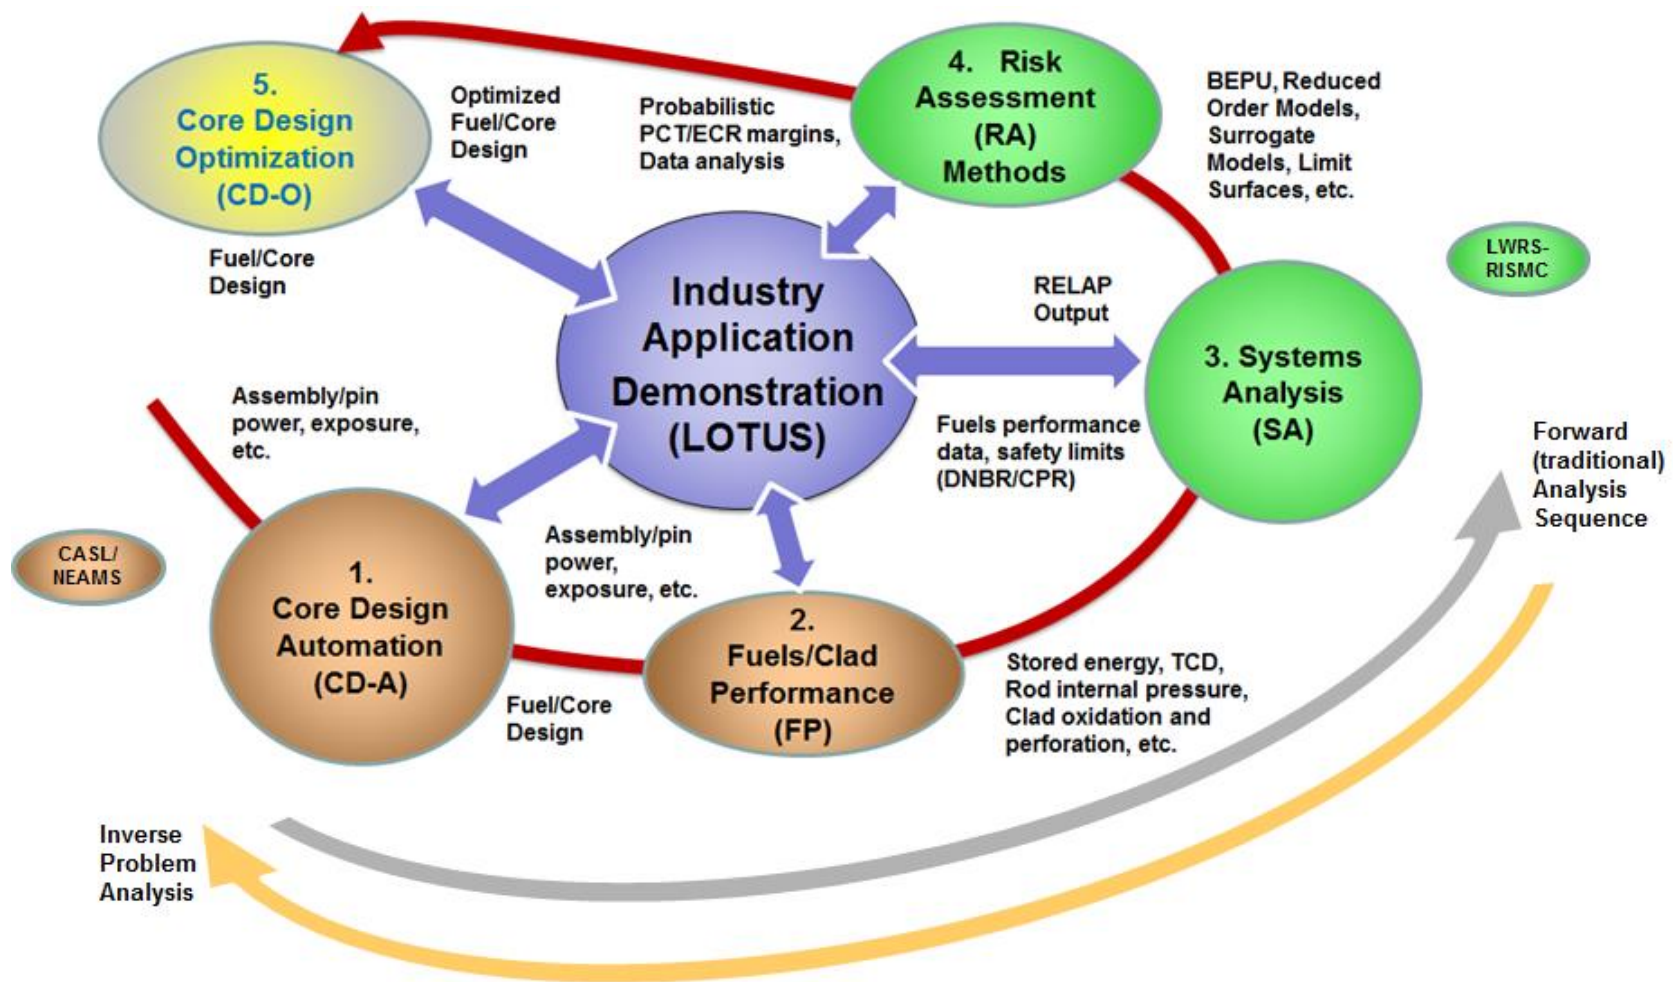 5.
Core Design
Optimization
(CD-O)
Optimized
Fuel/Core
Design
Probabilistic
PCT/ECR margins,
Data analysis
4. Risk
Assessment
(RA)
Methods
BEPU, Reduced
Order Models,
Surrogate
Models, Limit
Surfaces, etc.
Fuel/Core
Design
LWRS-
RISMC
Industry
Application
Demonstration
(LOTUS)
RELAP
Output
3. Systems
Analysis
(SA)
Assembly/pin
power, exposure,
etc.
Fuels performance
data, safety limits
(DNBR/CPR)
Forward
(traditional)
Analysis
Sequence
CASL/
NEAMS
1.
Core Design
Automation
(CD-A)
Assembly/pin
power,
exposure, etc.
2.
Fuels/Clad
Performance
(FP)
Fuel/Core
Design
Stored energy, TCD,
Rod internal pressure,
Clad oxidation and
perforation, etc.
Inverse
Problem
Analysis